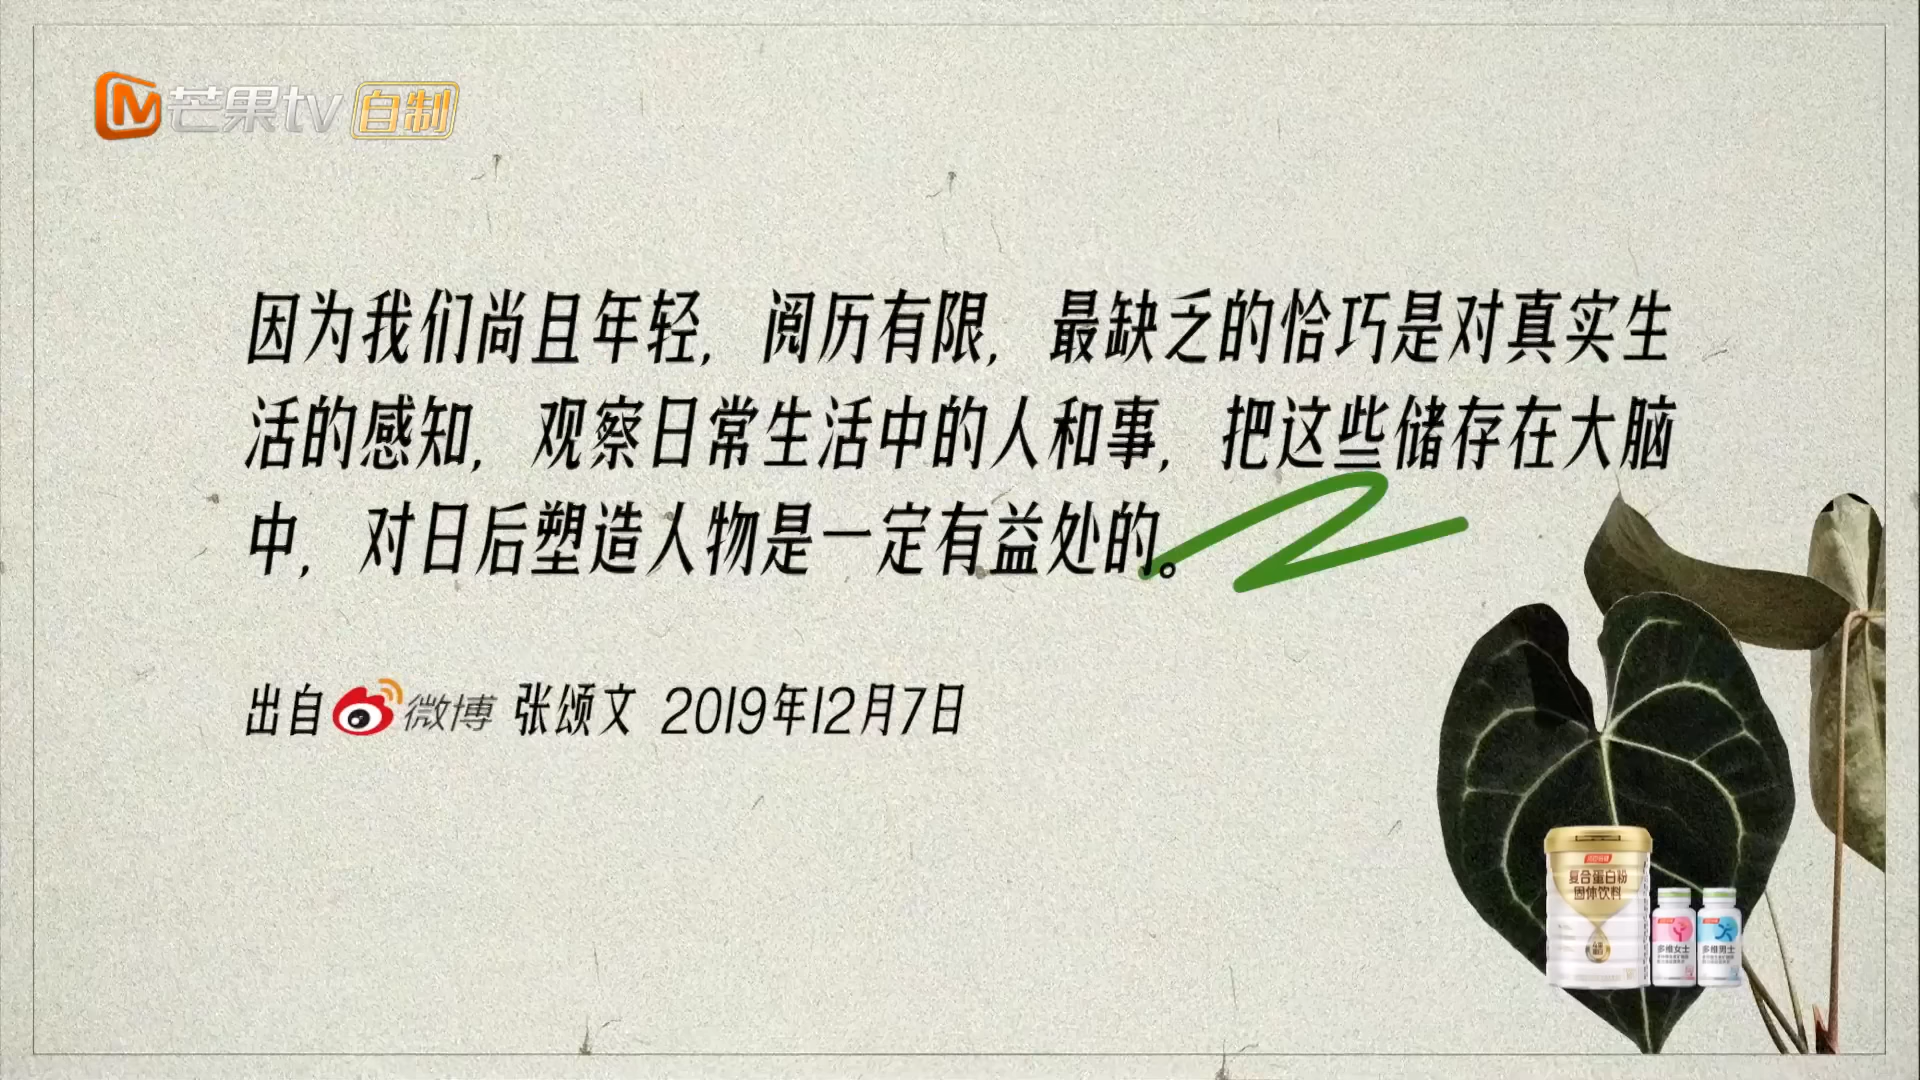 芒果tv 自制
因为我们尚且年轻，阅历有限，最缺乏的恰巧是对真实生
活的感知，观察日常生活中的人和事，把这些储存在大脑
中，对日后塑造人物是一定有益处的。
出自 微博 张颂文 2019年12月7日
复合蛋白粉
固体饮料
多维女士
多维男士